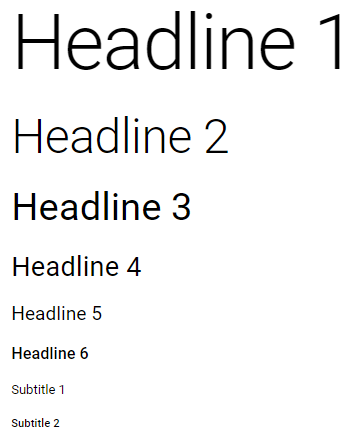 Headline 1
Headline 2
Headline 3
Headline 4
Headline 5
Headline 6
Subtitle 1
Subtitle 2